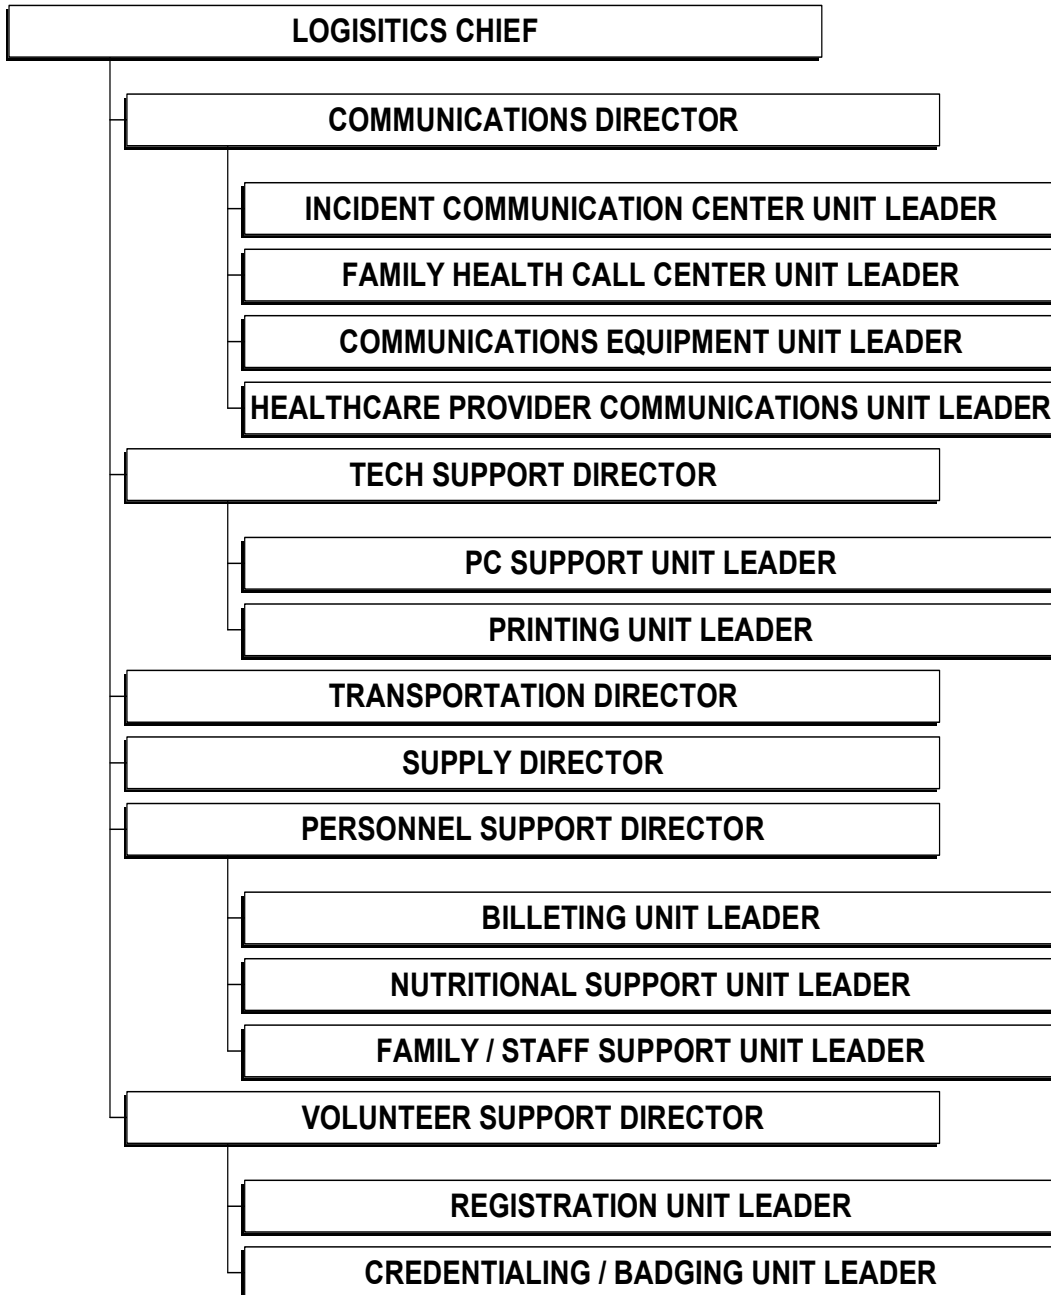 LOGISITICS CHIEF
COMMUNICATIONS DIRECTOR
INCIDENT COMMUNICATION CENTER UNIT LEADER
FAMILY HEALTH CALL CENTER UNIT LEADER
COMMUNICATIONS EQUIPMENT UNIT LEADER
HEALTHCARE PROVIDER COMMUNICATIONS UNIT LEADER
TECH SUPPORT DIRECTOR
PC SUPPORT UNIT LEADER
PRINTING UNIT LEADER
TRANSPORTATION DIRECTOR
SUPPLY DIRECTOR
PERSONNEL SUPPORT DIRECTOR
BILLETING UNIT LEADER
NUTRITIONAL SUPPORT UNIT LEADER
FAMILY / STAFF SUPPORT UNIT LEADER
VOLUNTEER SUPPORT DIRECTOR
REGISTRATION UNIT LEADER
CREDENTIALING / BADGING UNIT LEADER